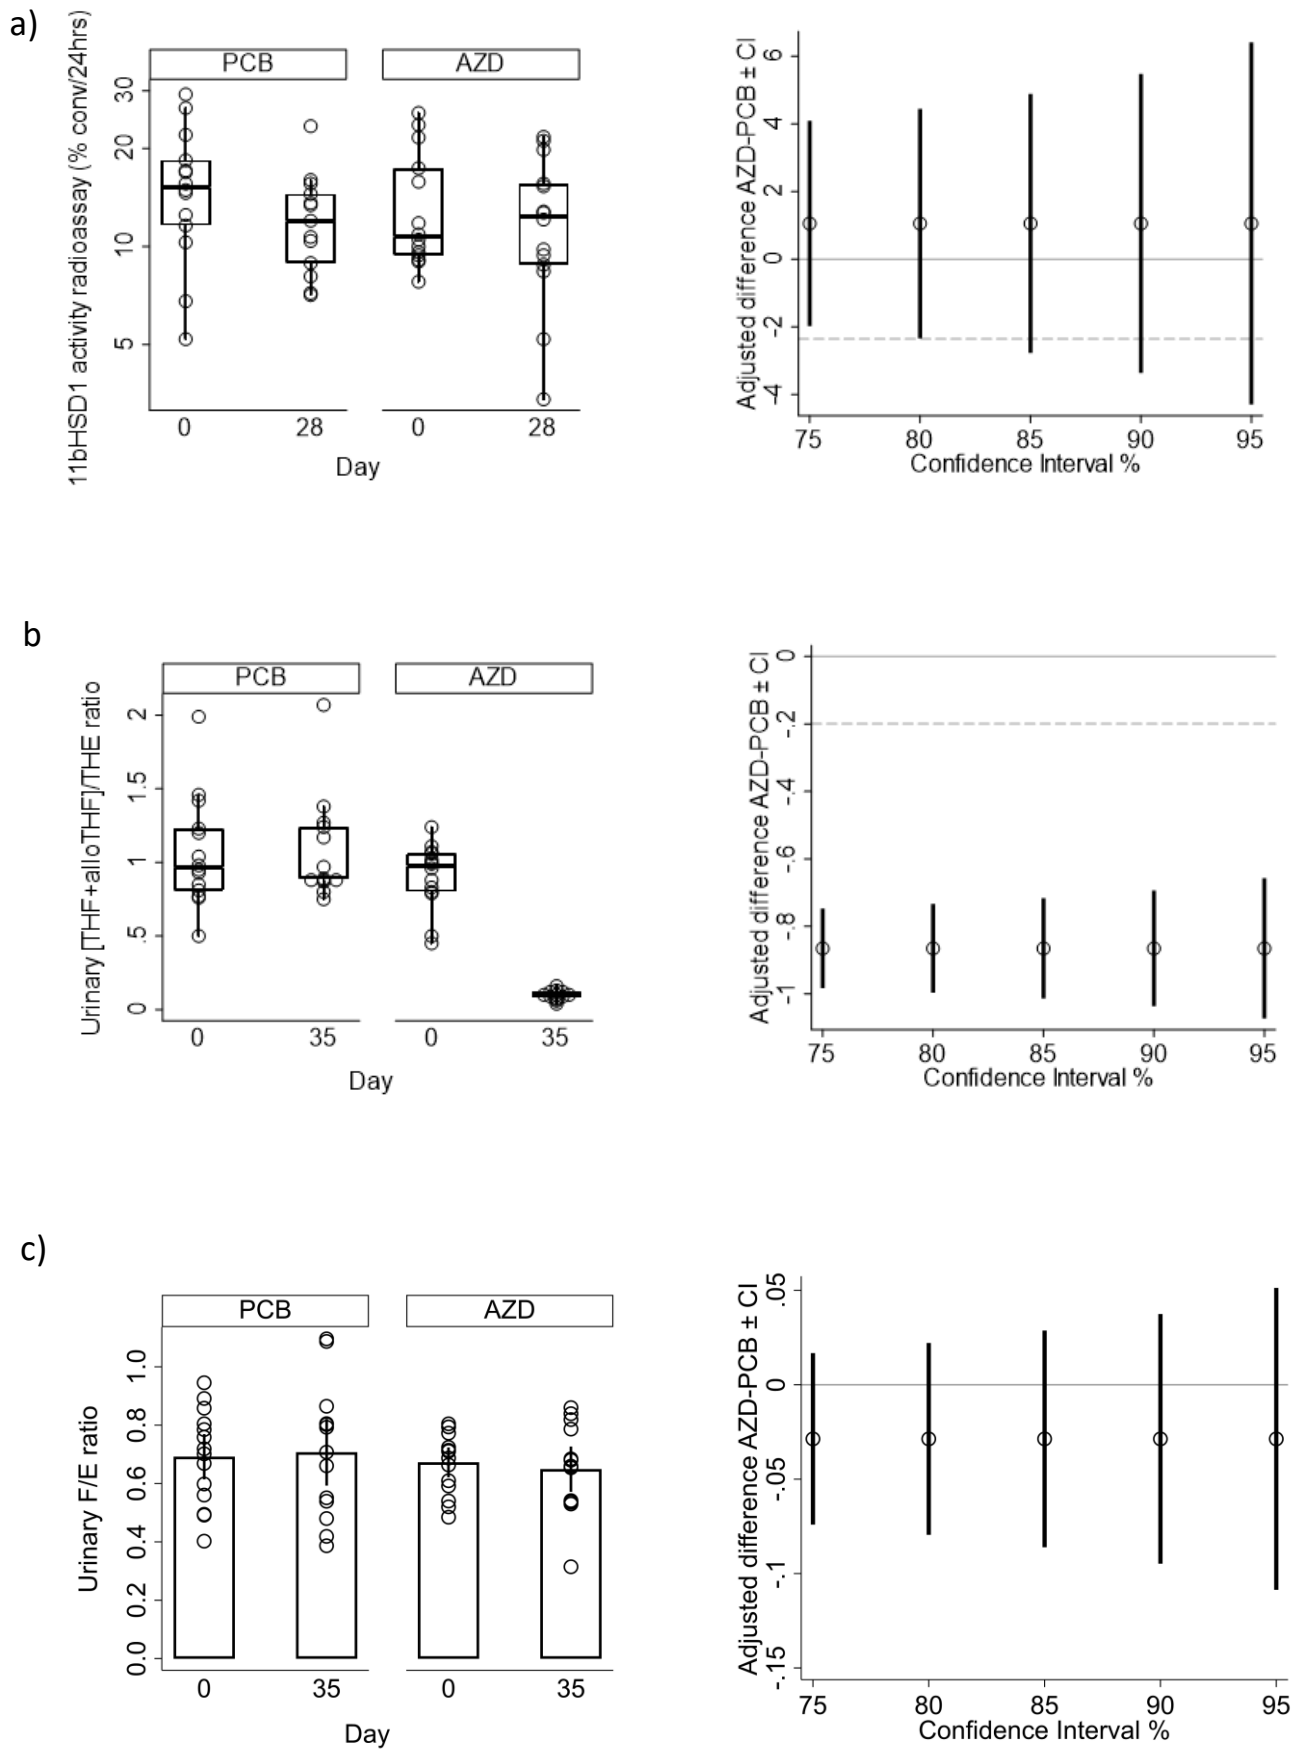 a)
11bHSD1 activity radioassay (% conv/24hrs)
PCB
AZD
30
20
10
5
0
28
0
28
Day
Adjusted difference AZD-PCB ± CI
6
4
2
0
-2
-4
75
80
85
90
95
Confidence Interval %
b
Urinary [THF+alloTHF]/THE ratio
PCB
AZD
2
1.5
1
.5
0
0
35
0
35
Day
Adjusted difference AZD-PCB ± CI
0
-.2
-.4
-.6
-.8
-1
75
80
85
90
95
Confidence Interval %
c)
Urinary F/E ratio
PCB
AZD
1.0
0.8
0.6
0.4
0.2
0.0
0
35
0
35
Day
Adjusted difference AZD-PCB ± CI
.05
0
-.05
-.1
-.15
75
80
85
90
95
Confidence Interval %